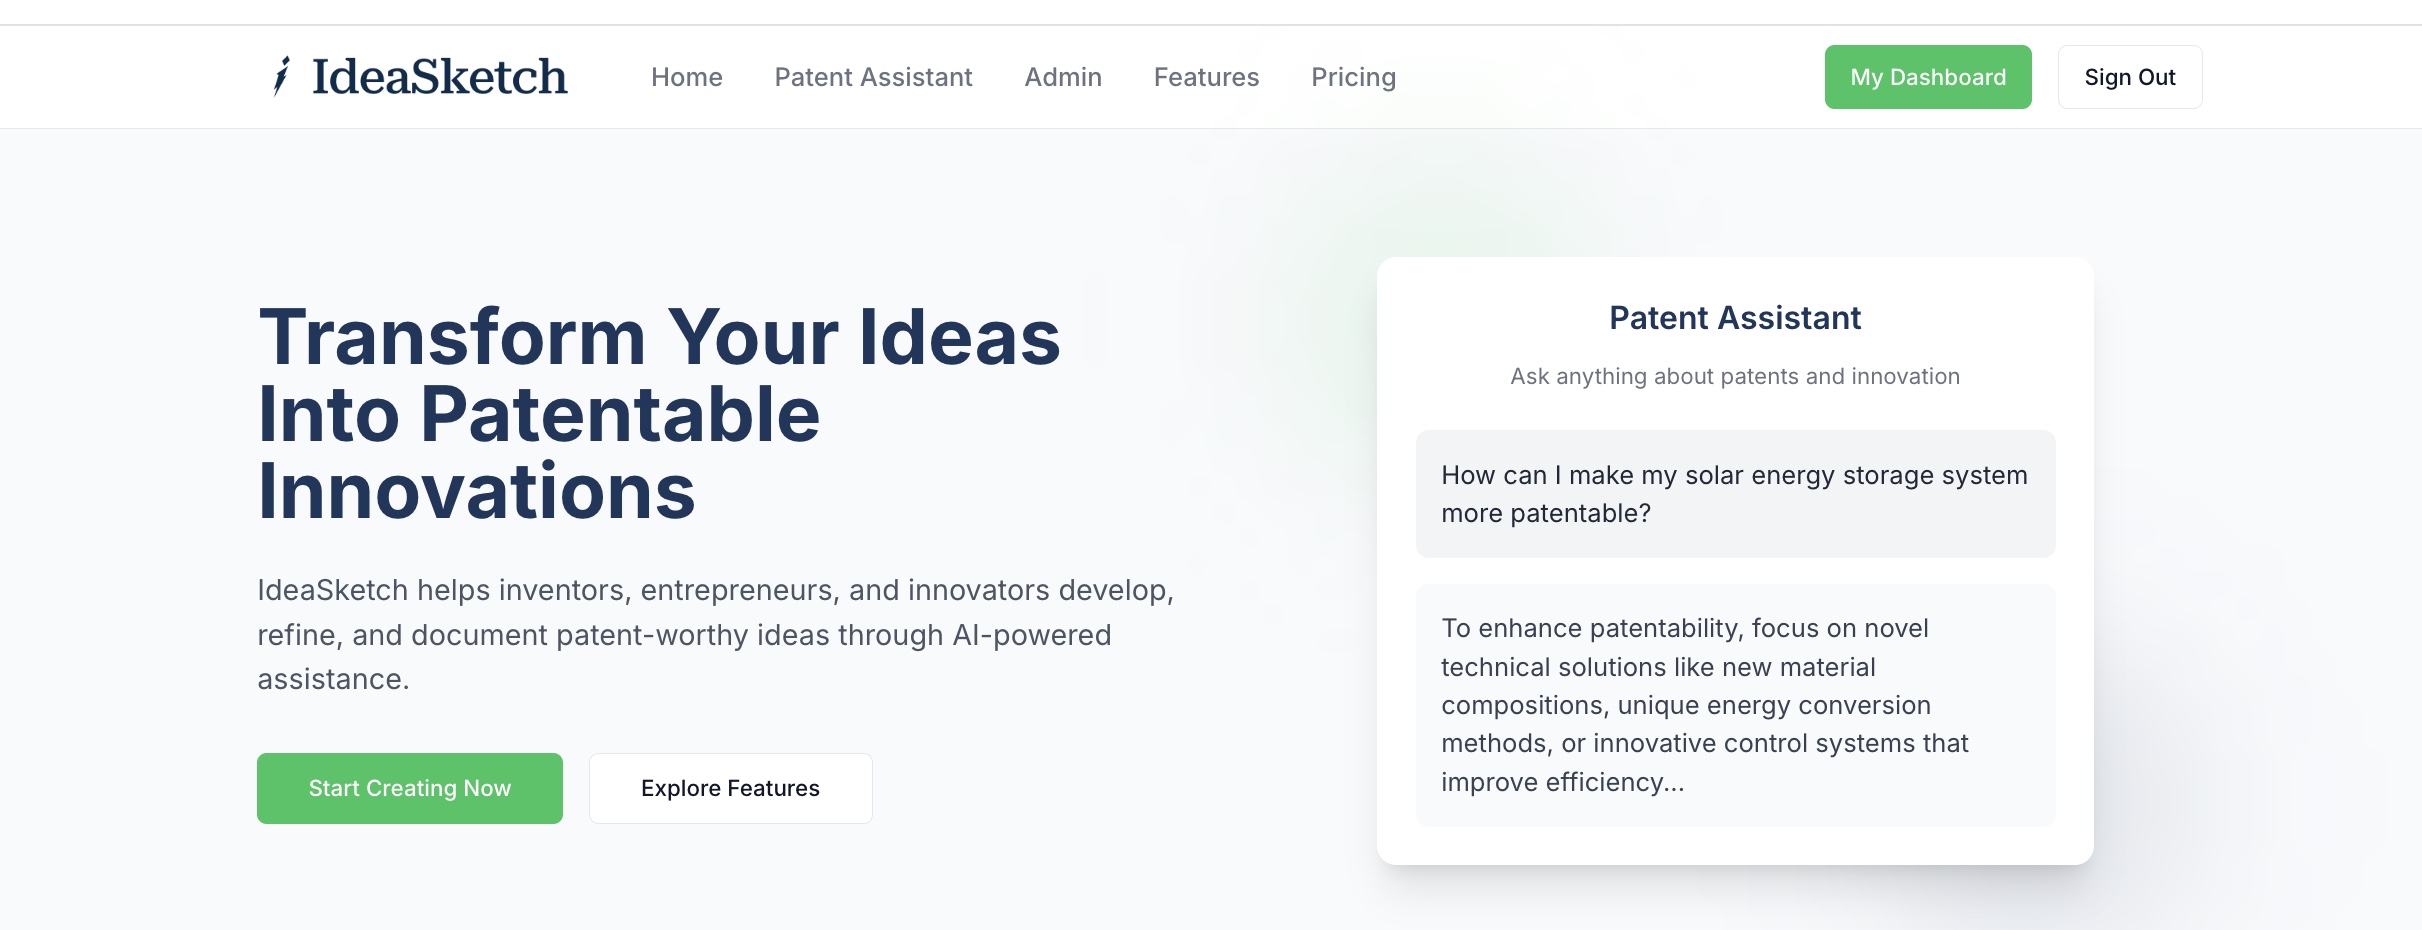 IdeaSketch
Home
Patent Assistant
Admin
Features
Pricing
My Dashboard
Sign Out
Transform Your Ideas
Into Patentable
Innovations
IdeaSketch helps inventors, entrepreneurs, and innovators develop,
refine, and document patent-worthy ideas through AI-powered
assistance.
Start Creating Now
Explore Features
Patent Assistant
Ask anything about patents and innovation
How can I make my solar energy storage system
more patentable?
To enhance patentability, focus on novel
technical solutions like new material
compositions, unique energy conversion
methods, or innovative control systems that
improve efficiency...